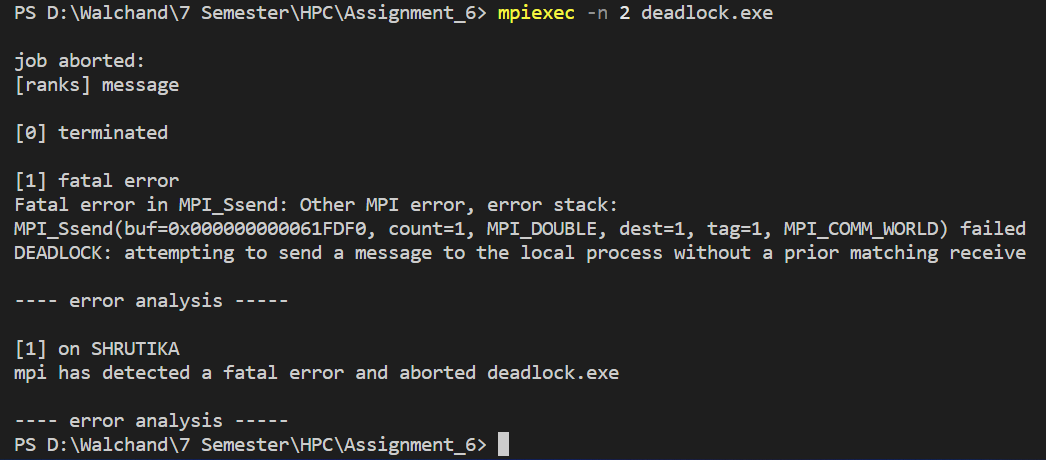 PS D:\Walchand\7 Semester\HPC\Assignment_6> mpiexec -n 2 deadlock.exe
job aborted:
[ranks] message
[0] terminated
[1] fatal error
Fatal error in MPI_Ssend: Other MPI error, error stack:
MPI_Ssend(buf=0x000000000061FDF0, count=1, MPI_DOUBLE, dest=1, tag=1, MPI_COMM_WORLD) failed
DEADLOCK: attempting to send a message to the local process without a prior matching receive
---- error analysis -----
[1] on SHRUTIKA
mpi has detected a fatal error and aborted deadlock.exe
---- error analysis -----
PS D:\Walchand\7 Semester\HPC\Assignment_6>